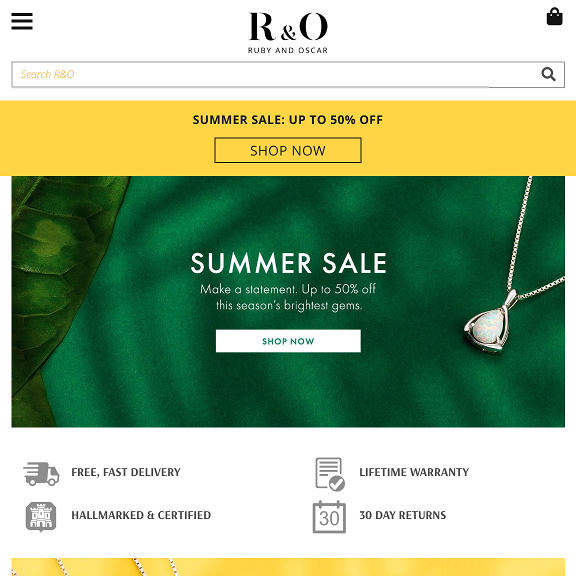 R&O
RUBY AND OSCAR
Search R&O
SUMMER SALE: UP TO 50% OFF
SHOP NOW
SUMMER SALE
Make a statement. Up to 50% off
this season's brightest gems.
SHOP NOW
FREE, FAST DELIVERY
LIFETIME WARRANTY
HALLMARKED & CERTIFIED
30
30 DAY RETURNS